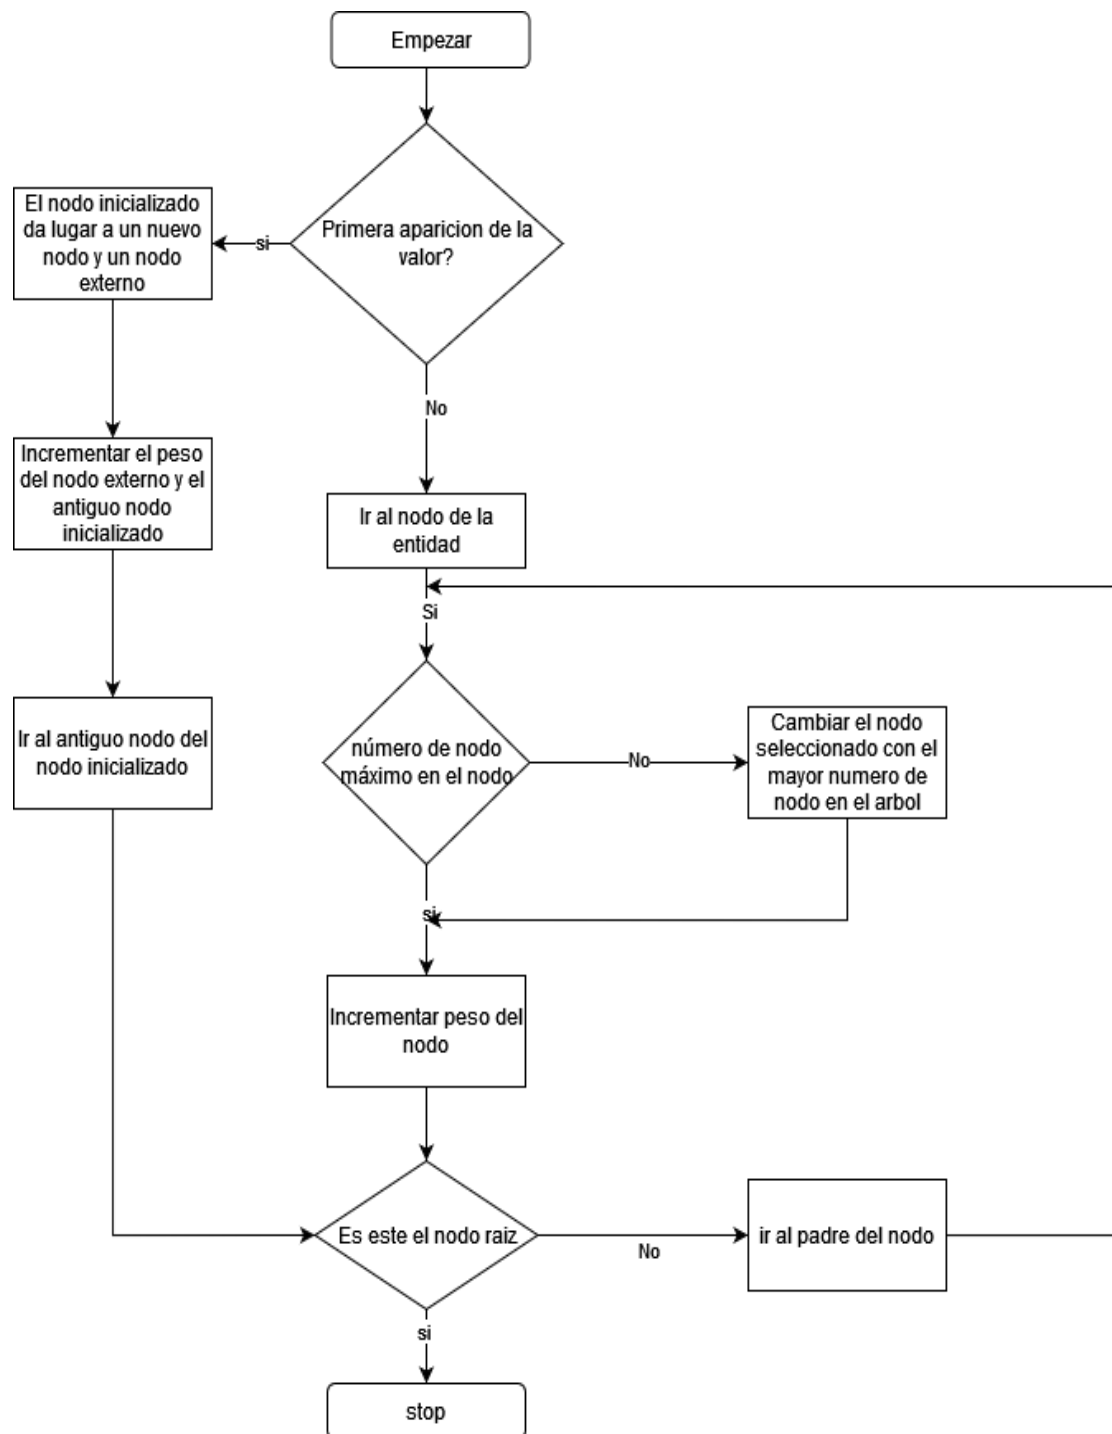 Empezar
Primera aparicion de la
valor?
si
El nodo inicializado
da lugar a un nuevo
nodo y un nodo
externo
No
Incrementar el peso
del nodo externo y el
antiguo nodo
inicializado
Ir al nodo de la
entidad
Si
Ir al antiguo nodo del
nodo inicializado
número de nodo
máximo en el nodo
No
Cambiar el nodo
seleccionado con el
mayor numero de
nodo en el arbol
si
Incrementar peso del
nodo
Es este el nodo raiz
No
ir al padre del nodo
si
stop